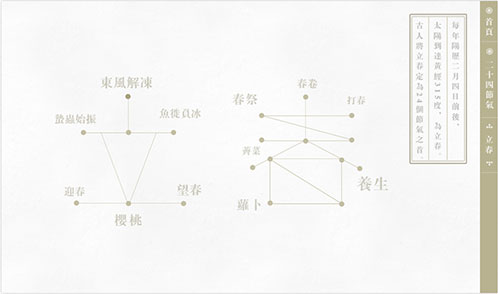 首頁
二十四節氣
立春
每年陽歷二月四日前後，
太陽到達黃經315度，為立春，
古人將立春定為24個節氣之首。
東風解凍
蟄蟲始振
魚陟負冰
迎春
望春
櫻桃
春卷
春祭
打春
養生
蘿卜